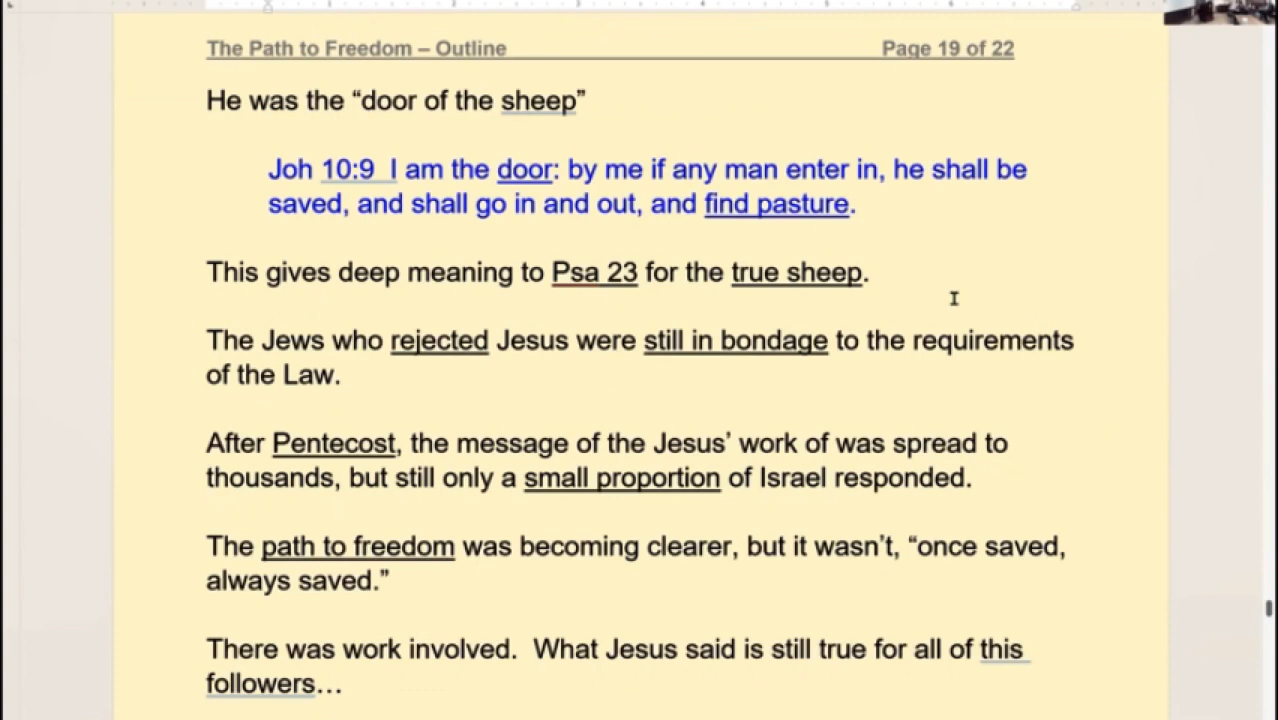 The Path to Freedom – Outline Page 19 of 22
He was the “door of the sheep”
Joh 10:9 I am the door: by me if any man enter in, he shall be
saved, and shall go in and out, and find pasture.
This gives deep meaning to Psa 23 for the true sheep.
The Jews who rejected Jesus were still in bondage to the requirements
of the Law.
After Pentecost, the message of the Jesus’ work of was spread to
thousands, but still only a small proportion of Israel responded.
The path to freedom was becoming clearer, but it wasn’t, “once saved,
always saved.”
There was work involved. What Jesus said is still true for all of this
followers…